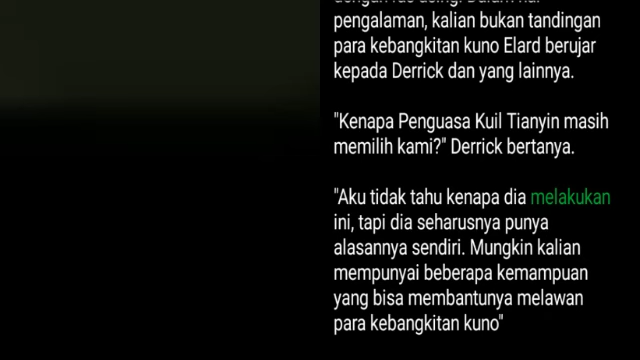 pengalaman, kalian bukan tandingan
para kebangkitan kuno Elard berujar
kepada Derrick dan yang lainnya.
"Kenapa Penguasa Kuil Tianyin masih
memilih kami?" Derrick bertanya.
"Aku tidak tahu kenapa dia melakukan
ini, tapi dia seharusnya punya
alasannya sendiri. Mungkin kalian
mempunyai beberapa kemampuan
yang bisa membantunya melawan
para kebangkitan kuno"